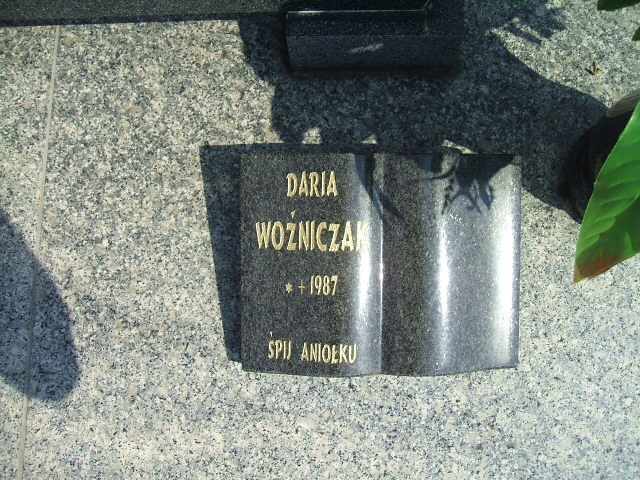 DARIA
WOŹNICZAK
* + 1987
ŚPIJ ANIOŁKU